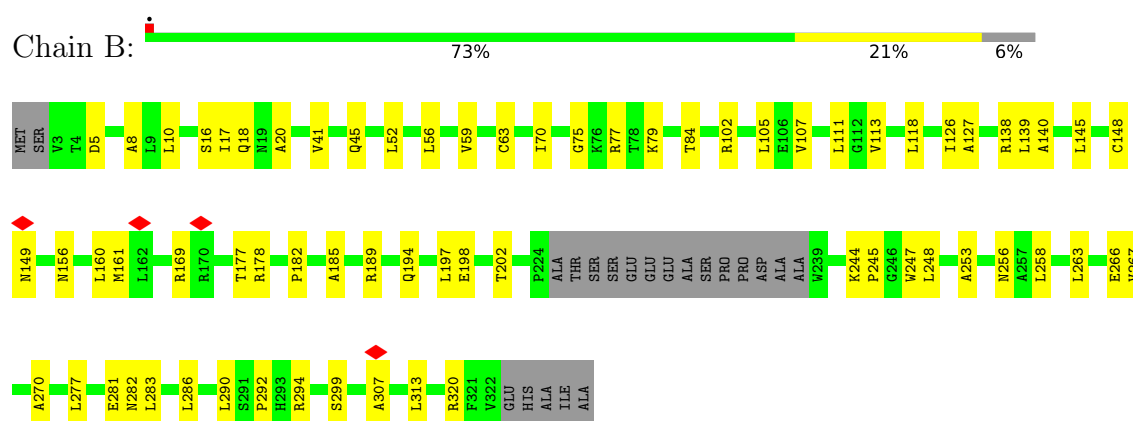 Chain B:
73% 21% 6%
MET SER V3 T4 D5 A8 L9 L10 S16 I17 Q18 N19 A20 V41 Q45 L52 L56 V59 C63 I70 G75 K76 R77 T78 K79 T84 R102 L105 E106 V107 L111 G112 V113 L118 I126 A127 R138 L139 A140 L145 C148
N149 N156 L160 M161 L162 R169 R170 T177 R178 P182 A185 R189 Q194 L197 E198 T202 P224 ALA THR SER SER GLU GLU GLU ALA SER PRO PRO ASP ALA ALA W239 K244 P245 G246 W247 L248 A253 N256 A257 L258 L263 E266
A270 L277 E281 N282 L283 L286 L290 S291 P292 H293 R294 S299 A307 L313 R320 F321 V322 GLU HIS ALA ILE ALA